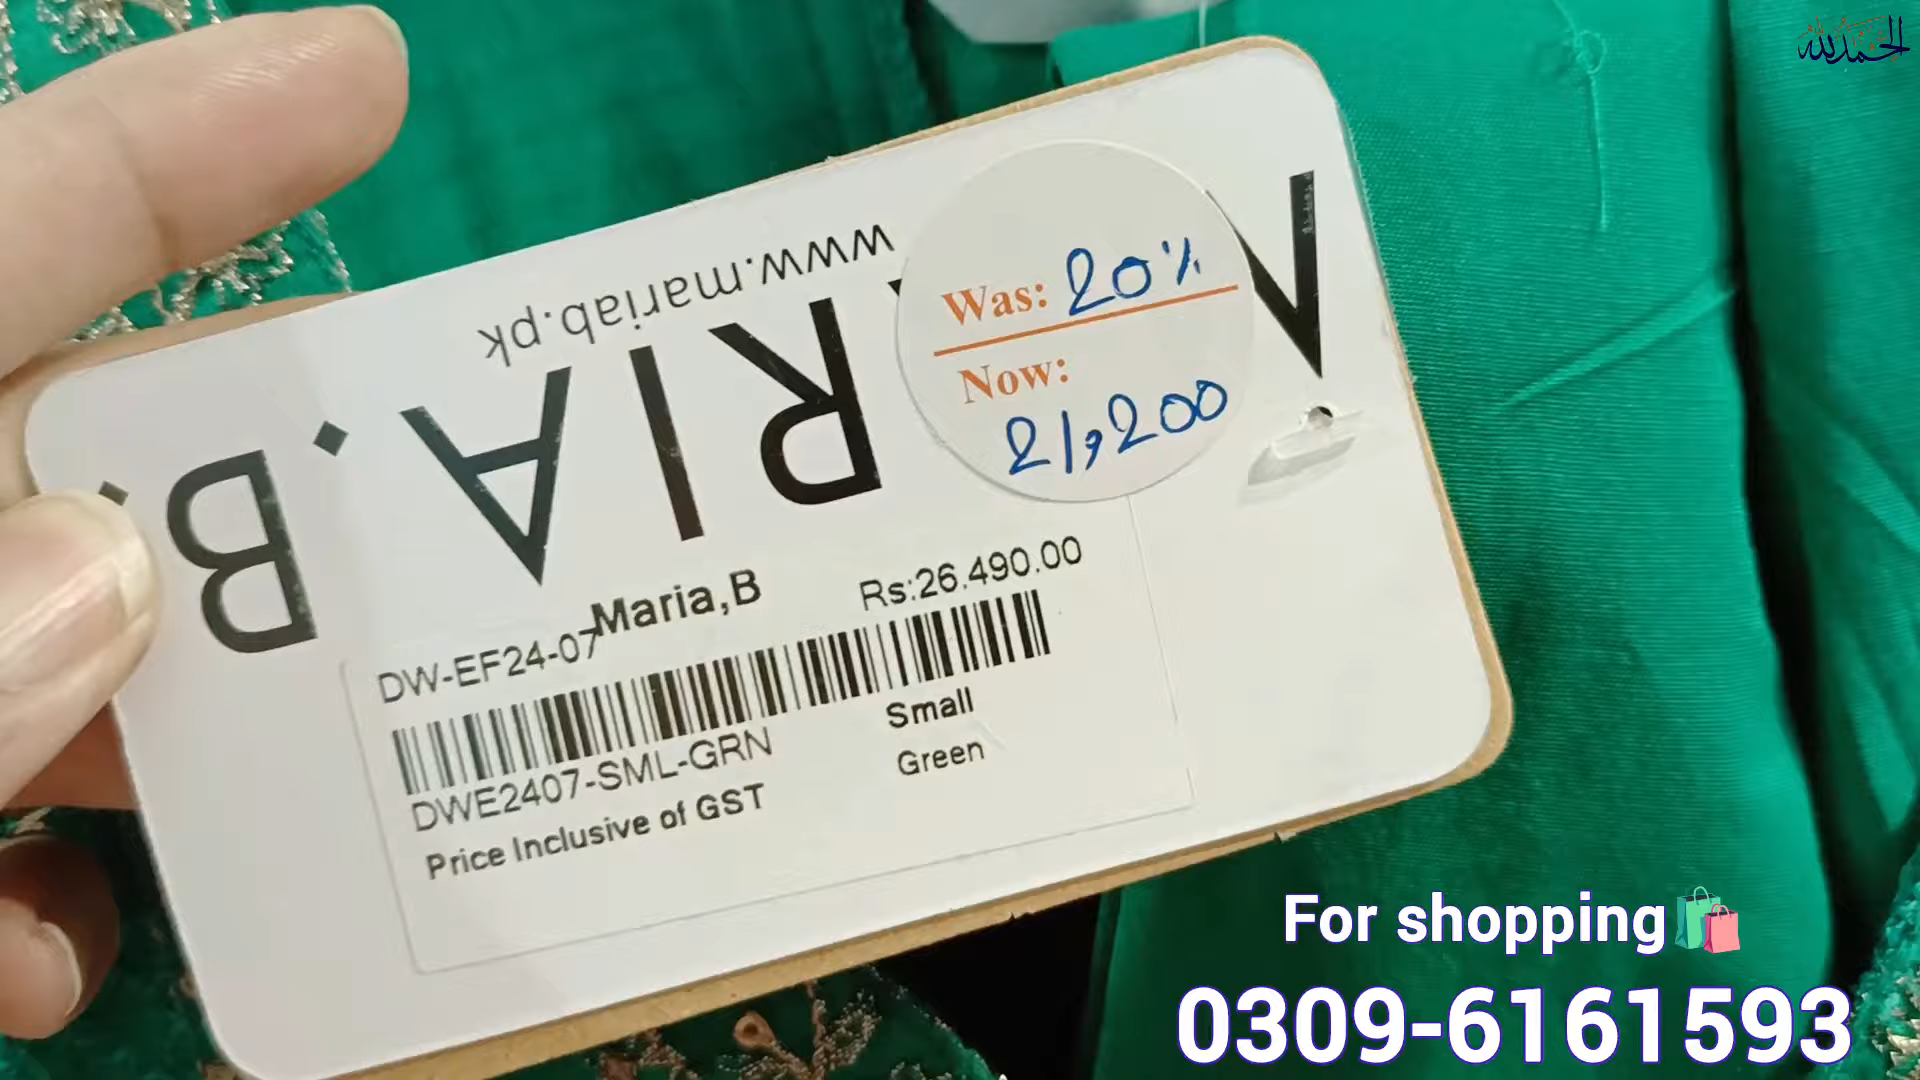 الحمدللہ
www.mariab.pk
RIA.B.
Was: 20%
Now:
21,200
Maria,B
Rs:26.490.00
DW-EF24-07
DWE2407-SML-GRN
Small
Green
Price Inclusive of GST
For shopping🛍️
0309-6161593